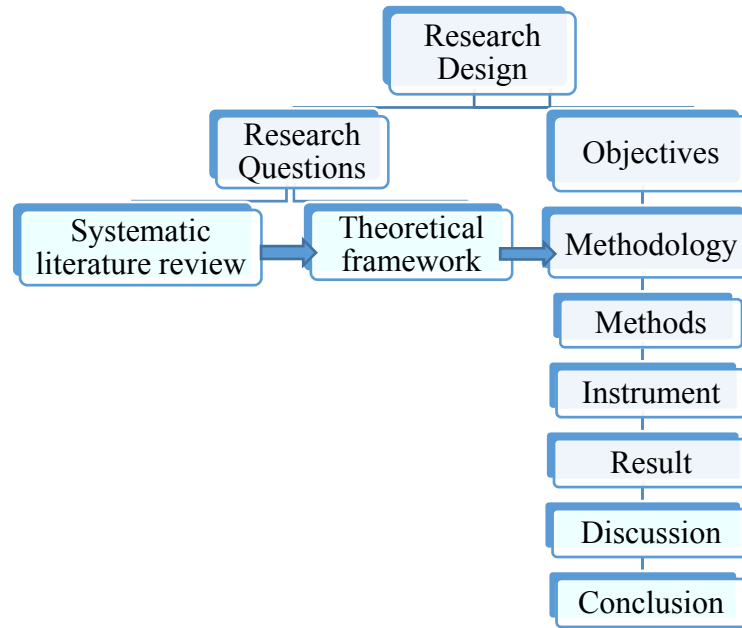 Research
Design
Research
Questions
Objectives
Systematic
literature review
Theoretical
framework
Methodology
Methods
Instrument
Result
Discussion
Conclusion